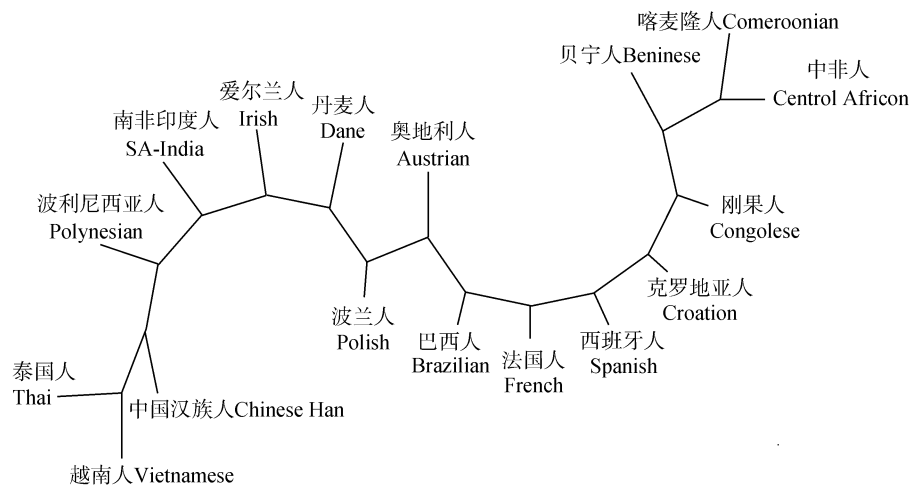 喀麦隆人Comeroonian
贝宁人Beninese
中非人
Centrol Africon
爱尔兰人
Irish
丹麦人
Dane
南非印度人
SA-India
奥地利人
Austrian
波利尼西亚人
Polynesian
刚果人
Congolese
克罗地亚人
Croation
波兰人
Polish
巴西人
Brazilian
法国人
French
西班牙人
Spanish
泰国人
Thai
中国汉族人Chinese Han
越南人Vietnamese